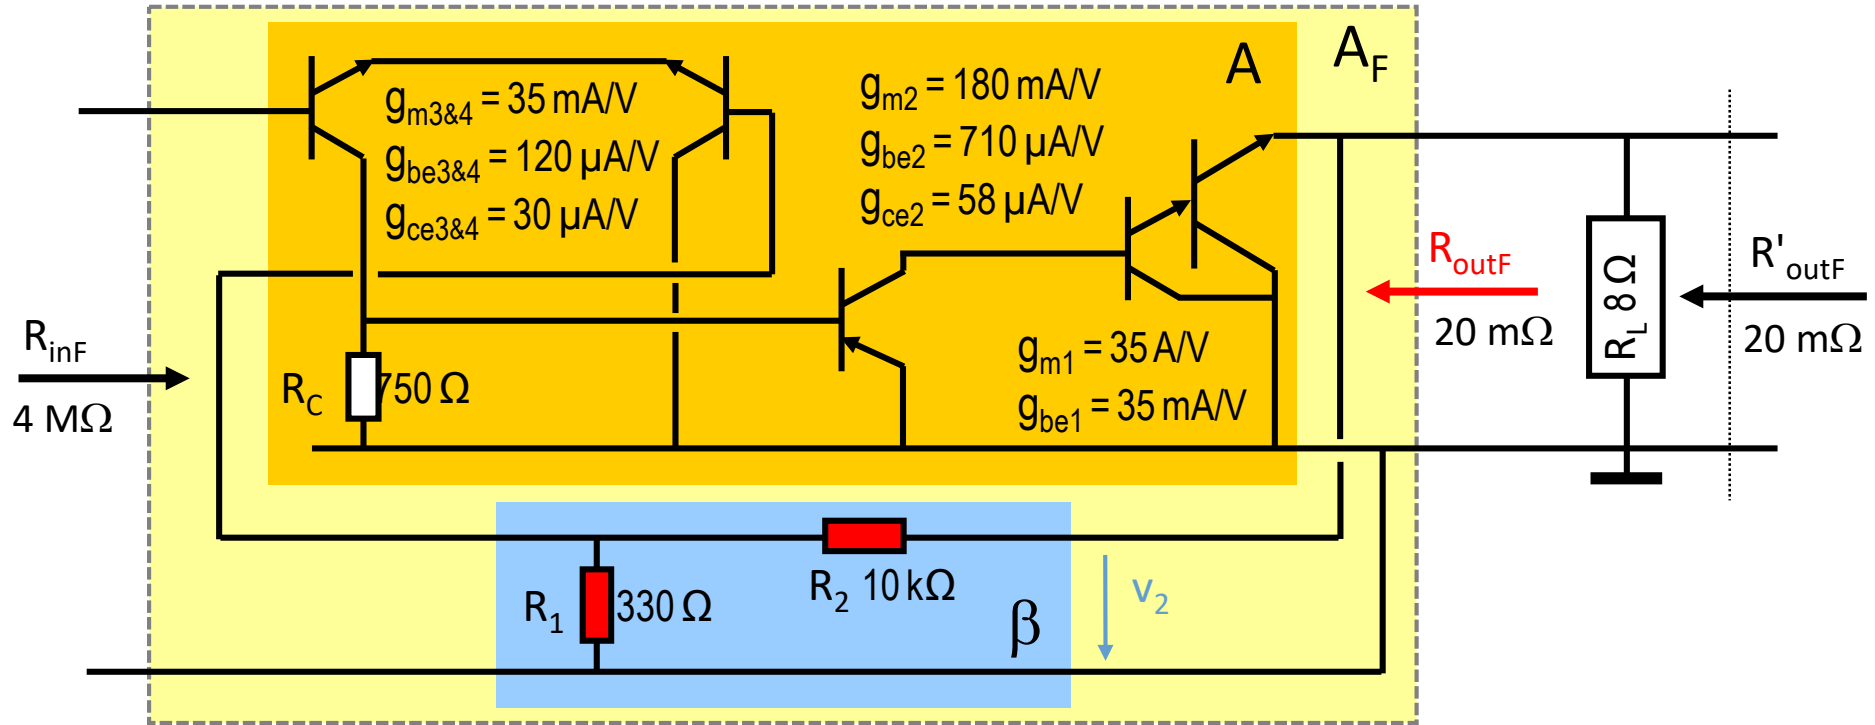 A
A_F
g_m3&4 = 35 mA/V
g_be3&4 = 120 µA/V
g_ce3&4 = 30 µA/V
g_m2 = 180 mA/V
g_be2 = 710 µA/V
g_ce2 = 58 µA/V
R_inF
4 MΩ
R_C 750 Ω
g_m1 = 35 A/V
g_be1 = 35 mA/V
R_outF
20 mΩ
R_L 8 Ω
R'_outF
20 mΩ
R_1 330 Ω
R_2 10 kΩ
β
v_2